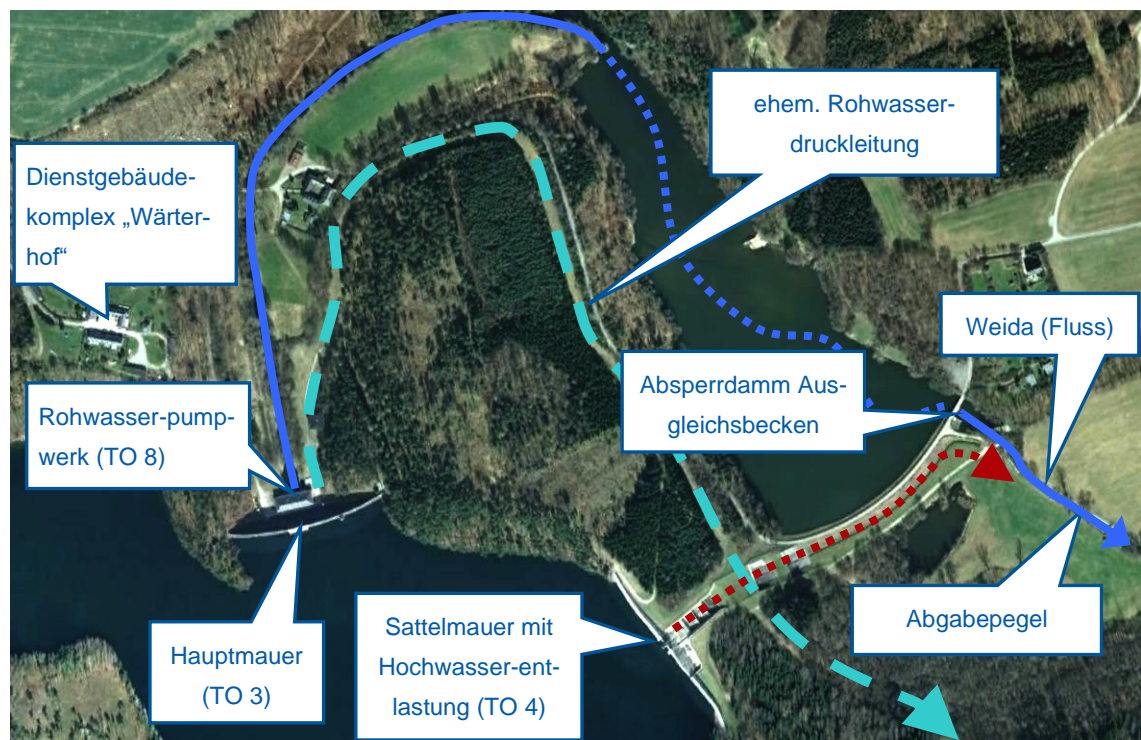 ehem. Rohwasser-
druckleitung
Dienstgebäude-
komplex „Wärter-
hof“
Weida (Fluss)
Absperrdamm Aus-
gleichsbecken
Rohwasser-pump-
werk (TO 8)
Hauptmauer
(TO 3)
Sattelmauer mit
Hochwasser-ent-
lastung (TO 4)
Abgabepegel